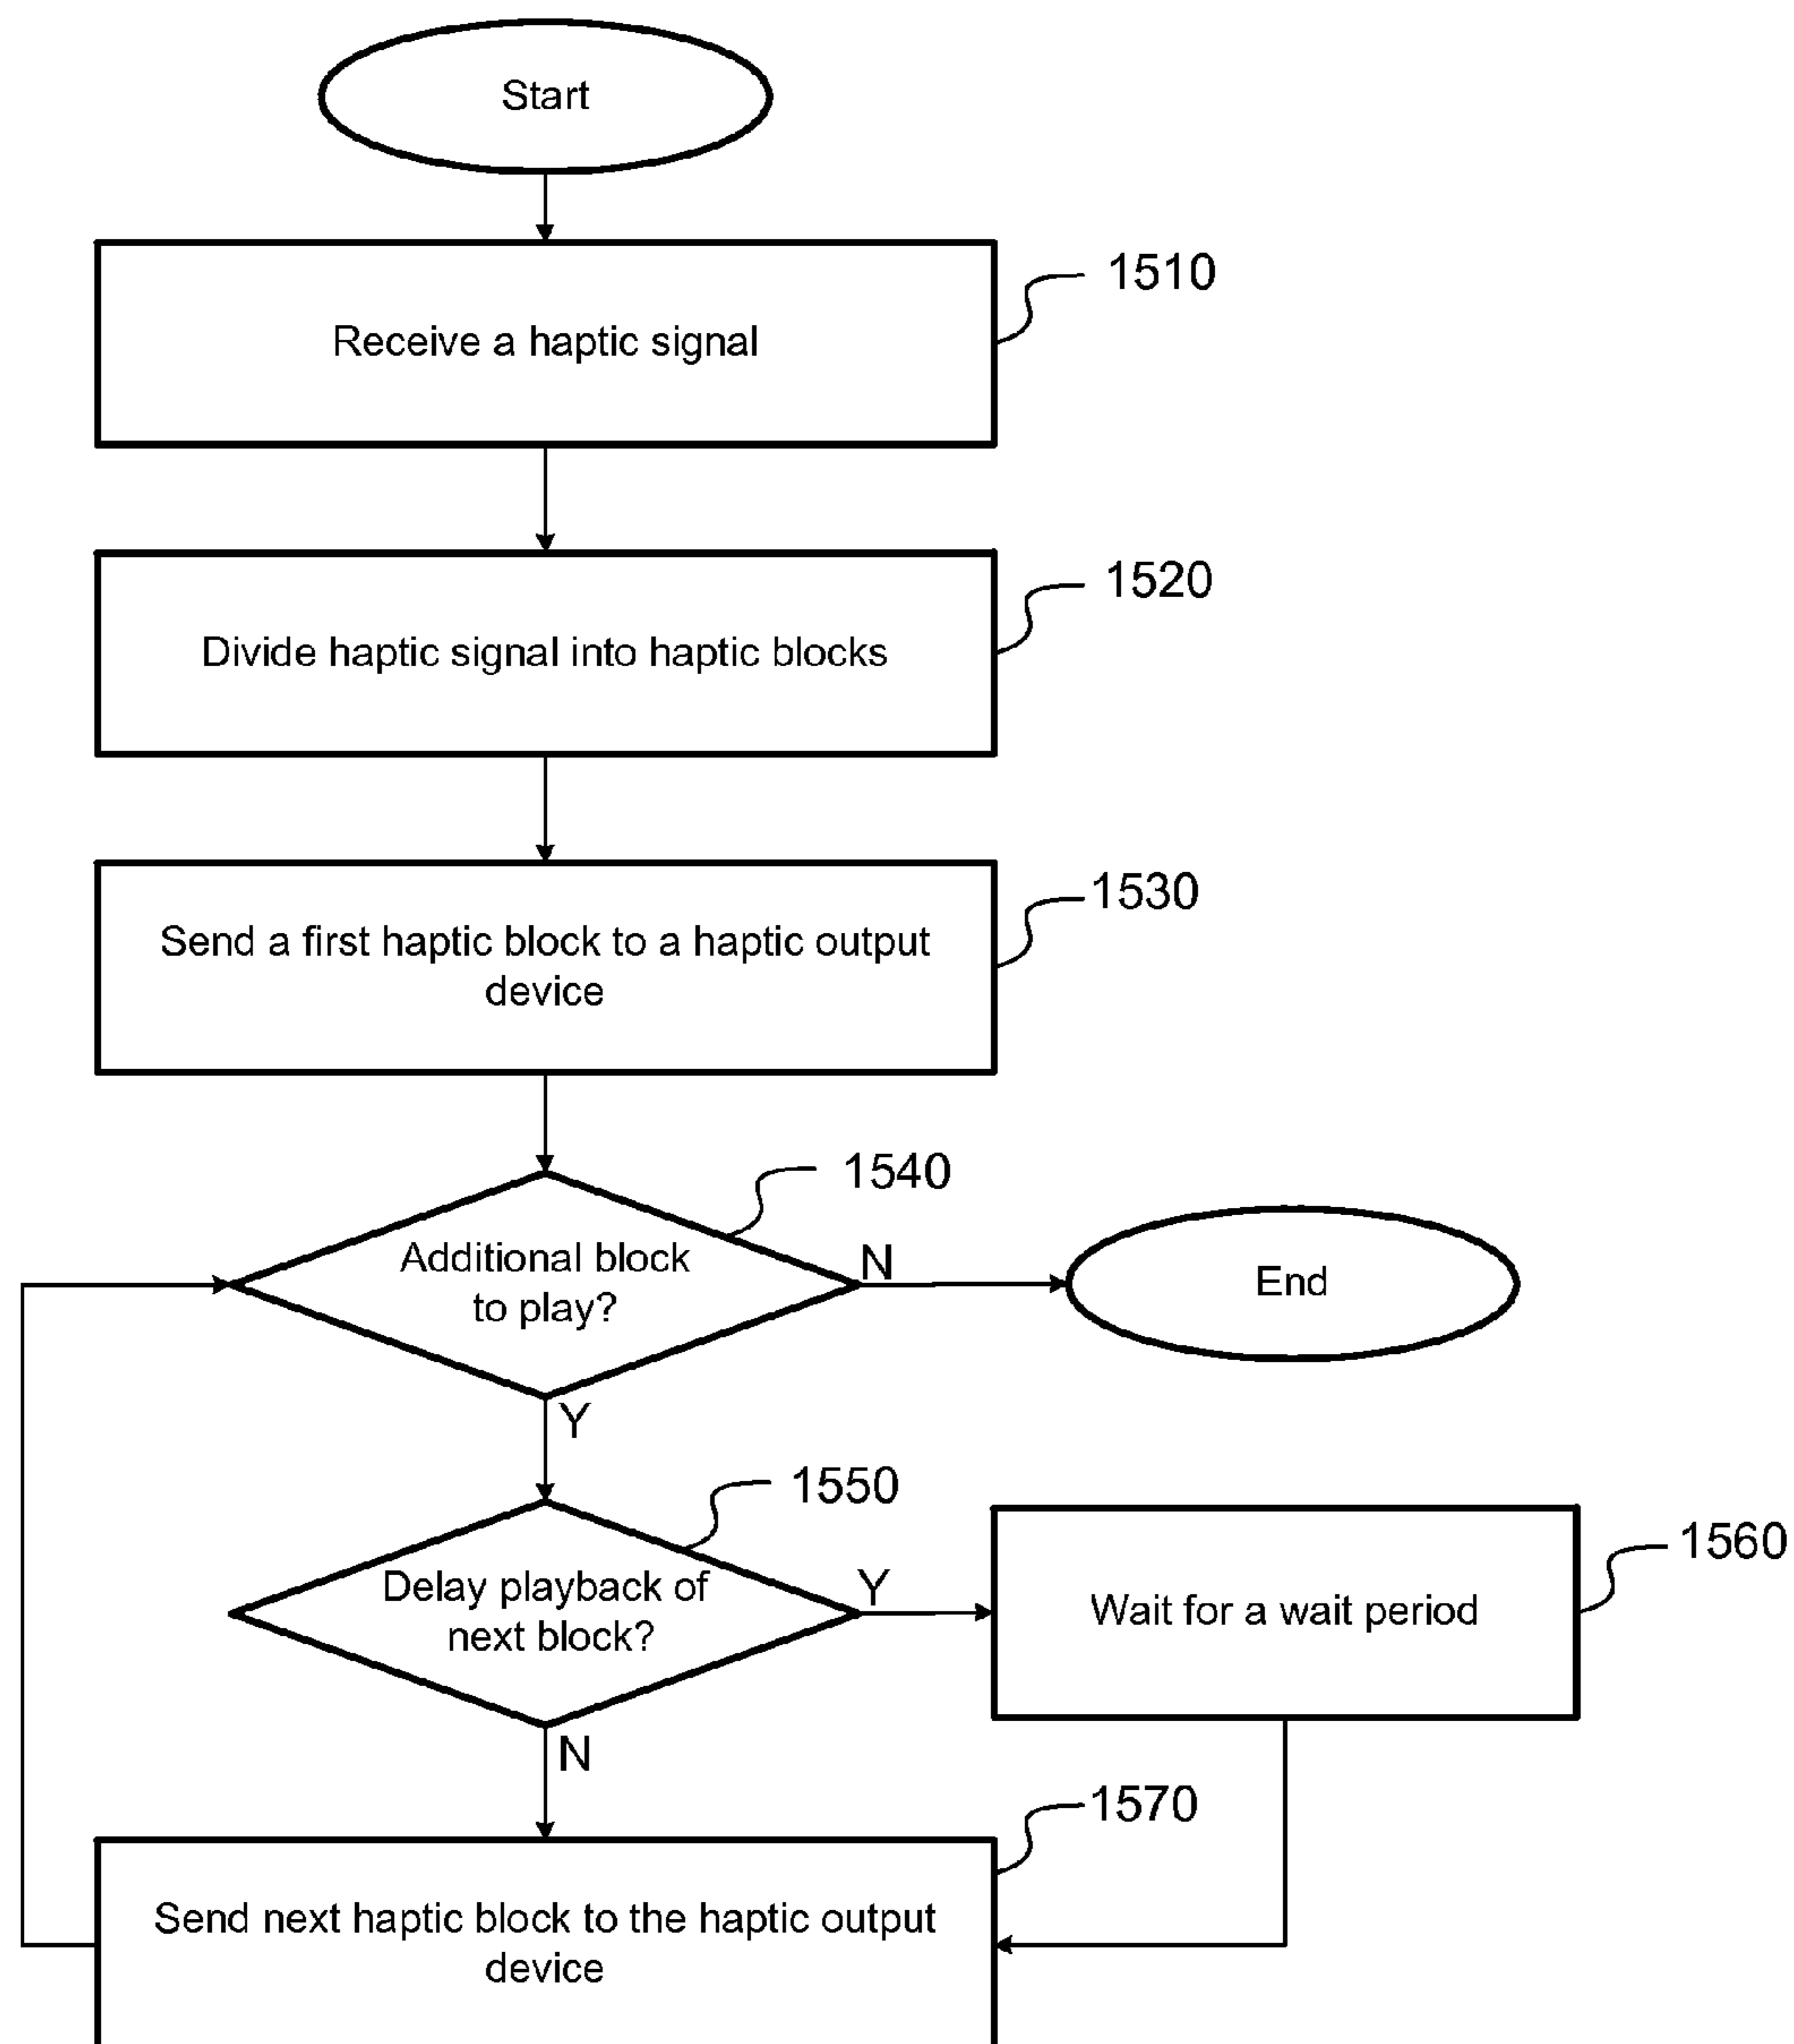 Start
1510
Receive a haptic signal
1520
Divide haptic signal into haptic blocks
1530
Send a first haptic block to a haptic output
device
1540
Additional block
to play?
N
End
Y
1550
Delay playback of
next block?
Y
1560
Wait for a wait period
N
1570
Send next haptic block to the haptic output
device